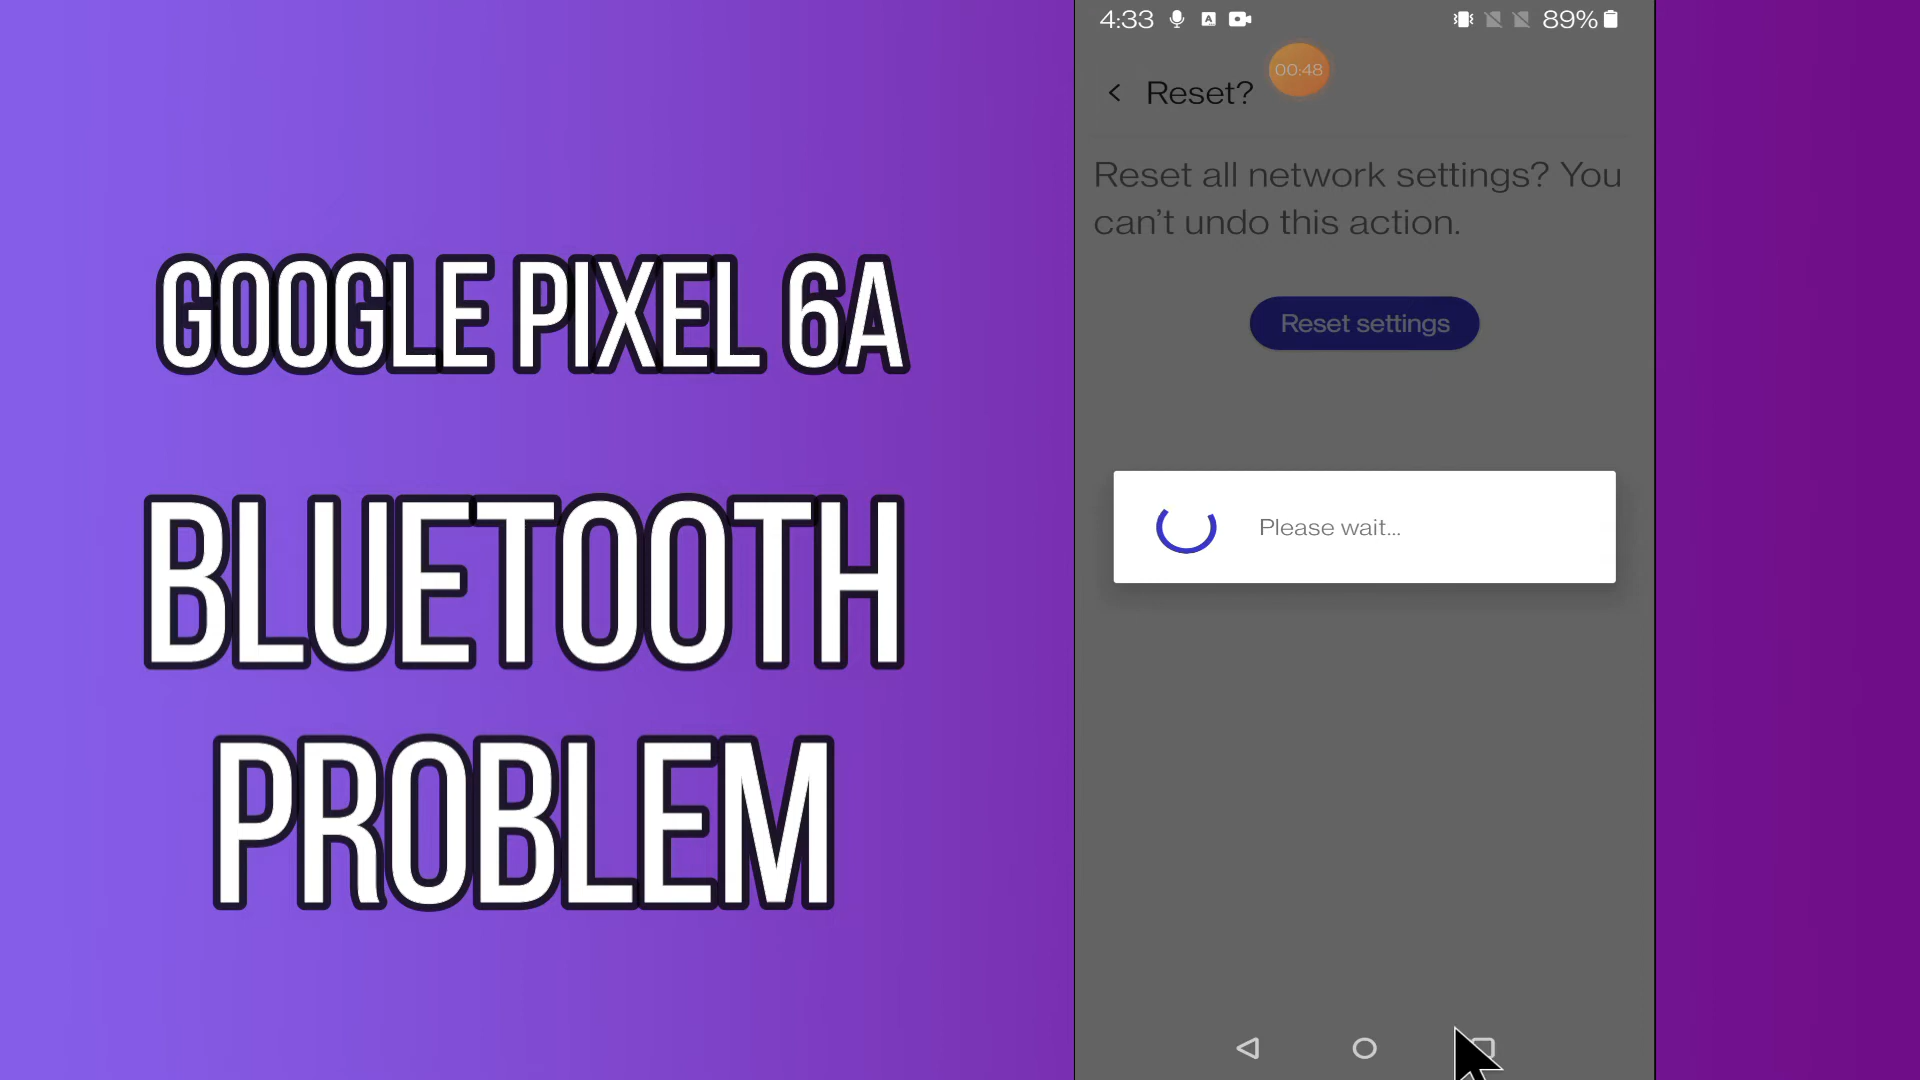 GOOGLE PIXEL 6A
BLUETOOTH
PROBLEM
4:33
89%
00:48
Reset?
Reset all network settings? You
can't undo this action.
Reset settings
Please wait...